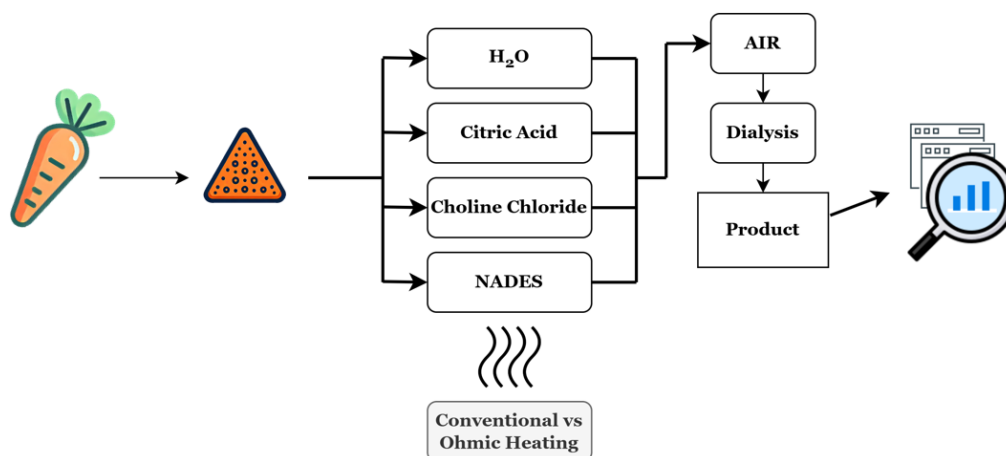 H₂O
Citric Acid
Choline Chloride
NADES
Conventional vs
Ohmic Heating
AIR
Dialysis
Product